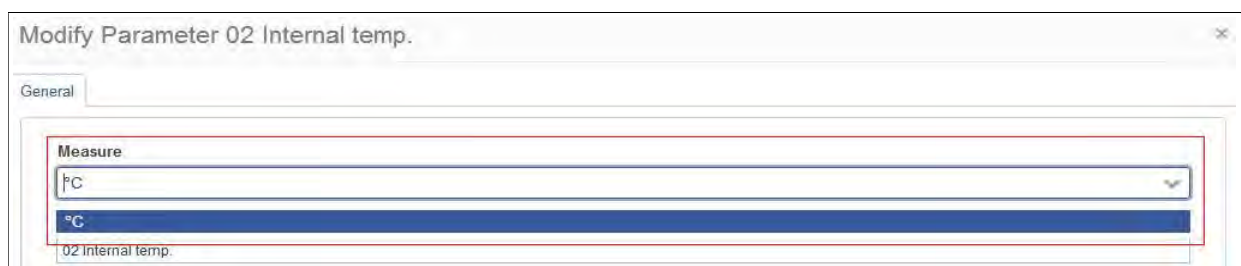 Modify Parameter 02 Internal temp.
×
General
Measure
°C
°C
02 Internal temp.